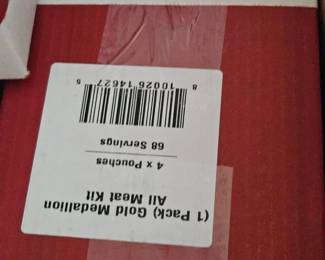 (1 Pack) Gold Medallion
All Meat Kit
4 x Pouches
68 Servings
8 10026 14627 5